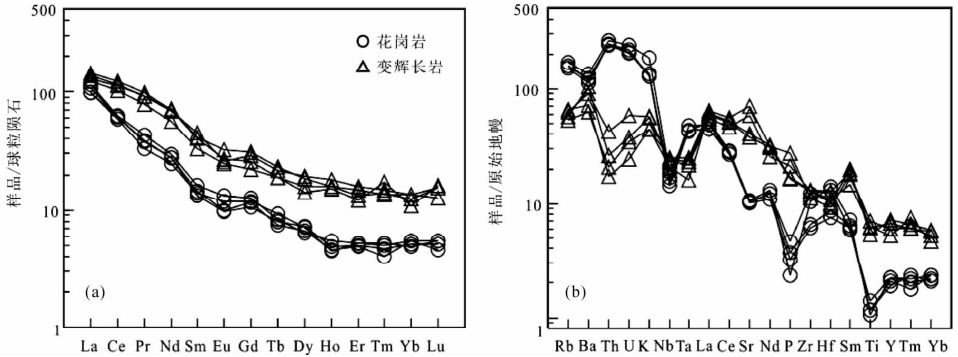 500
100
10
1
样品/球粒陨石
花岗岩
变辉长岩
(a)
La Ce Pr Nd Sm Eu Gd Tb Dy Ho Er Tm Yb Lu
500
100
10
1
样品/原始地幔
(b)
Rb Ba Th U K Nb Ta La Ce Sr Nd P Zr Hf Sm Ti Y Tm Yb